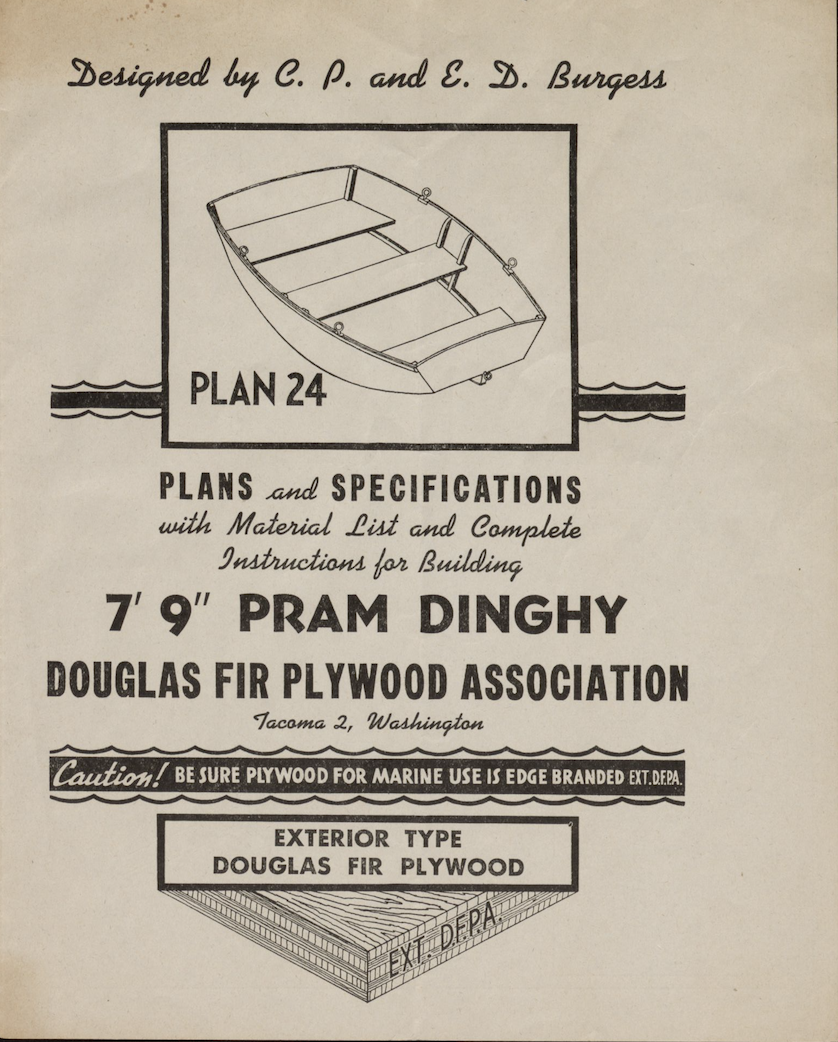 Designed by C. P. and E. D. Burgess
PLAN 24
PLANS and SPECIFICATIONS
with Material List and Complete
Instructions for Building
7' 9" PRAM DINGHY
DOUGLAS FIR PLYWOOD ASSOCIATION
Tacoma 2, Washington
Caution! BE SURE PLYWOOD FOR MARINE USE IS EDGE BRANDED EXT.D.F.P.A.
EXTERIOR TYPE
DOUGLAS FIR PLYWOOD
EXT. D.F.P.A.